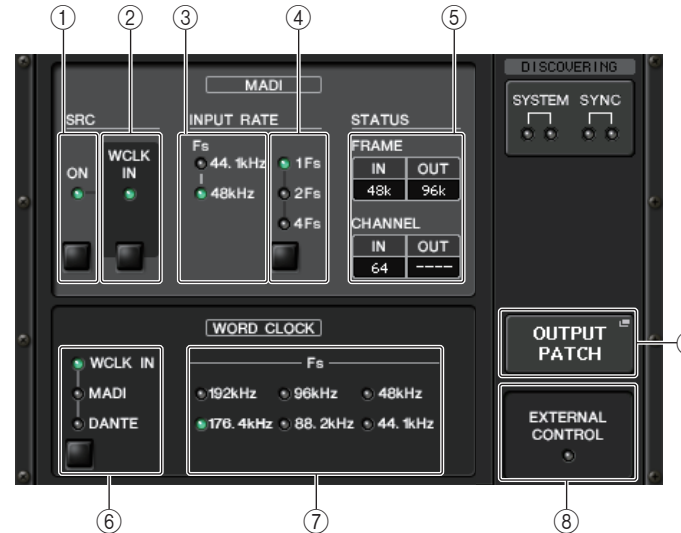 ① ② ③ ④ ⑤
DISCOVERING
SYSTEM SYNC
MADI
SRC
ON
WCLK
IN
INPUT RATE
Fs
44.1kHz
48kHz
1Fs
2Fs
4Fs
STATUS
FRAME
IN OUT
48k 96k
CHANNEL
IN OUT
64 ----
WORD CLOCK
WCLK IN
MADI
DANTE
Fs
192kHz 96kHz 48kHz
176.4kHz 88.2kHz 44.1kHz
OUTPUT
PATCH
EXTERNAL
CONTROL
⑥ ⑦ ⑧